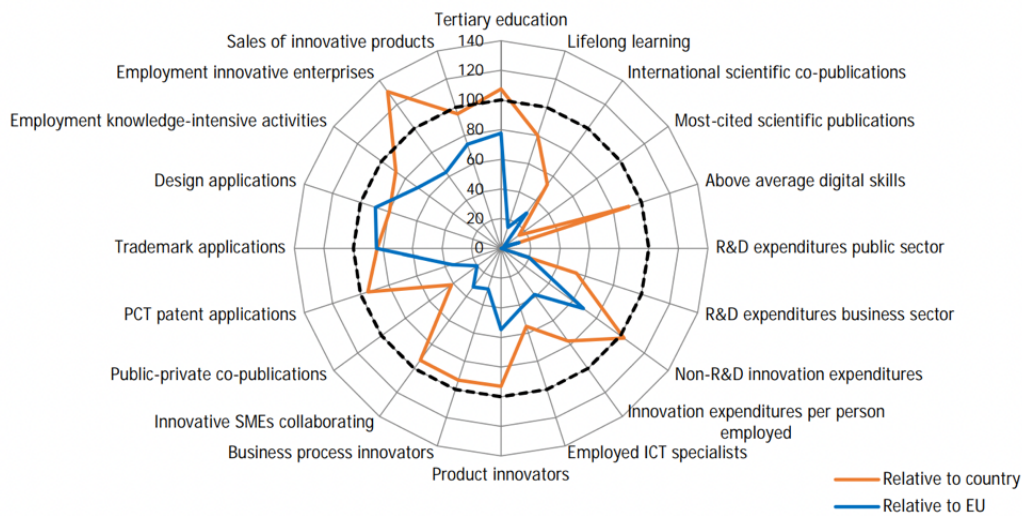 Tertiary education
Sales of innovative products
Lifelong learning
Employment innovative enterprises
International scientific co-publications
Employment knowledge-intensive activities
Most-cited scientific publications
Design applications
Above average digital skills
Trademark applications
R&D expenditures public sector
PCT patent applications
R&D expenditures business sector
Public-private co-publications
Non-R&D innovation expenditures
Innovative SMEs collaborating
Innovation expenditures per person
employed
Business process innovators
Employed ICT specialists
Product innovators
140
120
100
80
60
40
20
0
Relative to country
Relative to EU